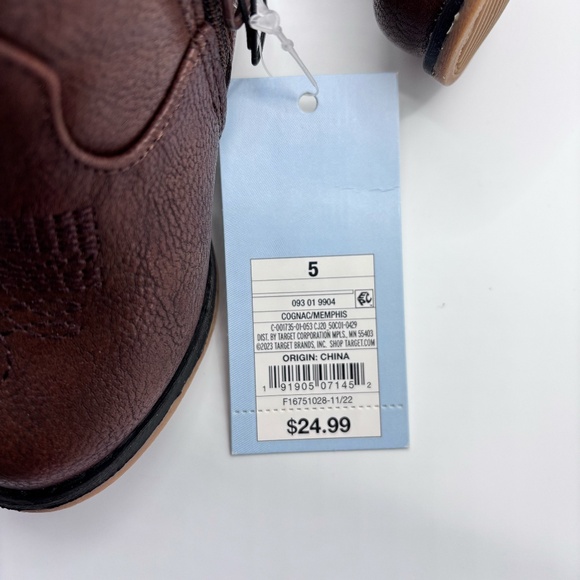 5
093 01 9904
COGNAC/MEMPHIS
C-001735-01-053 CJ20_50C01-0429
DIST. BY TARGET CORPORATION MPLS., MN 55403
©2023 TARGET BRANDS, INC. SHOP TARGET.COM
ORIGIN: CHINA
1 91905 07145 2
F16751028-11/22
$24.99